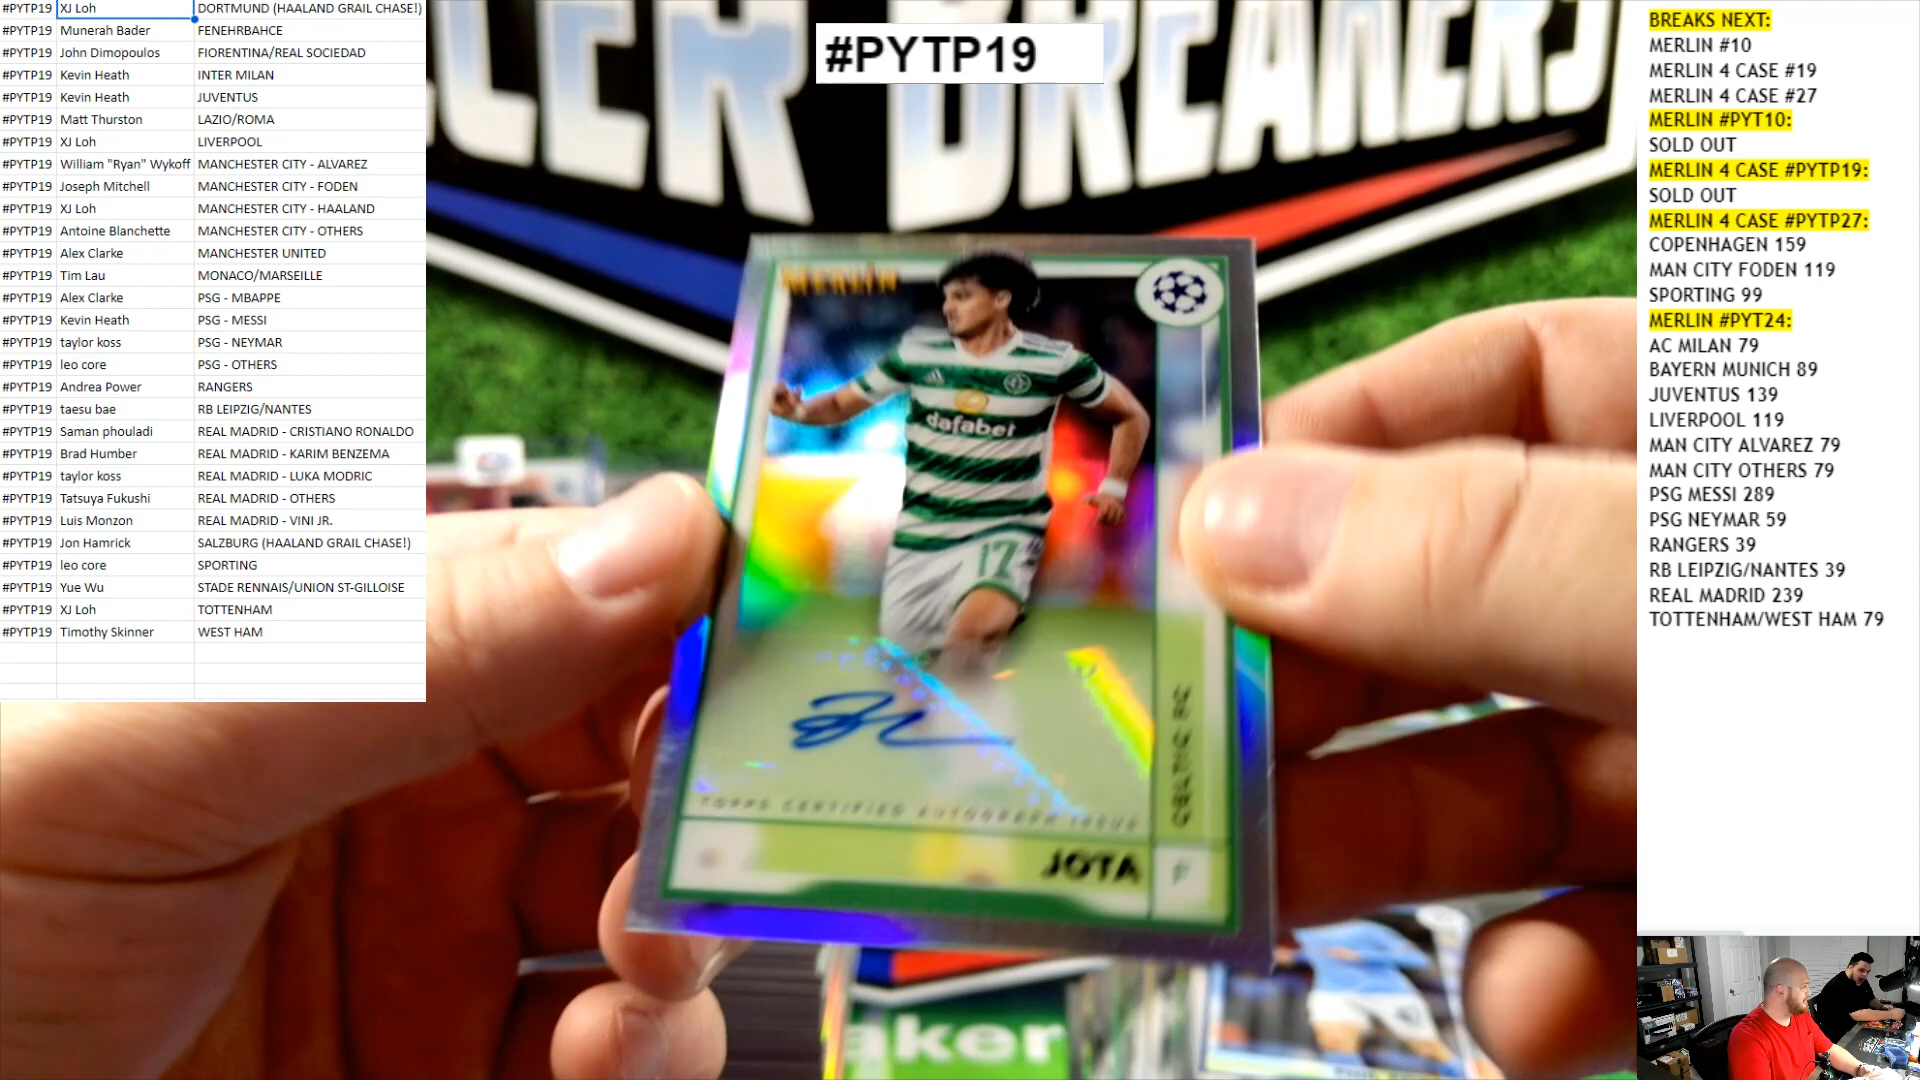 #PYTP19 XJ Loh DORTMUND (HAALAND GRAIL CHASE!)
#PYTP19 Munerah Bader FENEHRBAHCE
#PYTP19 John Dimopoulos FIORENTINA/REAL SOCIEDAD
#PYTP19 Kevin Heath INTER MILAN
#PYTP19 Kevin Heath JUVENTUS
#PYTP19 Matt Thurston LAZIO/ROMA
#PYTP19 XJ Loh LIVERPOOL
#PYTP19 William "Ryan" Wykoff MANCHESTER CITY - ALVAREZ
#PYTP19 Joseph Mitchell MANCHESTER CITY - FODEN
#PYTP19 XJ Loh MANCHESTER CITY - HAALAND
#PYTP19 Antoine Blanchette MANCHESTER CITY - OTHERS
#PYTP19 Alex Clarke MANCHESTER UNITED
#PYTP19 Tim Lau MONACO/MARSEILLE
#PYTP19 Alex Clarke PSG - MBAPPE
#PYTP19 Kevin Heath PSG - MESSI
#PYTP19 taylor koss PSG - NEYMAR
#PYTP19 leo core PSG - OTHERS
#PYTP19 Andrea Power RANGERS
#PYTP19 taesu bae RB LEIPZIG/NANTES
#PYTP19 Saman phouladi REAL MADRID - CRISTIANO RONALDO
#PYTP19 Brad Humber REAL MADRID - KARIM BENZEMA
#PYTP19 taylor koss REAL MADRID - LUKA MODRIC
#PYTP19 Tatsuya Fukushi REAL MADRID - OTHERS
#PYTP19 Luis Monzon REAL MADRID - VINI JR.
#PYTP19 Jon Hamrick SALZBURG (HAALAND GRAIL CHASE!)
#PYTP19 leo core SPORTING
#PYTP19 Yue Wu STADE RENNAIS/UNION ST-GILLOISE
#PYTP19 XJ Loh TOTTENHAM
#PYTP19 Timothy Skinner WEST HAM
#PYTP19
CER BREAKERS
MERLIN
dafabet
17
TOPPS CERTIFIED AUTOGRAPH ISSUE
CELTIC FC
JOTA
F
aker
BREAKS NEXT:
MERLIN #10
MERLIN 4 CASE #19
MERLIN 4 CASE #27
MERLIN #PYT10:
SOLD OUT
MERLIN 4 CASE #PYTP19:
SOLD OUT
MERLIN 4 CASE #PYTP27:
COPENHAGEN 159
MAN CITY FODEN 119
SPORTING 99
MERLIN #PYT24:
AC MILAN 79
BAYERN MUNICH 89
JUVENTUS 139
LIVERPOOL 119
MAN CITY ALVAREZ 79
MAN CITY OTHERS 79
PSG MESSI 289
PSG NEYMAR 59
RANGERS 39
RB LEIPZIG/NANTES 39
REAL MADRID 239
TOTTENHAM/WEST HAM 79